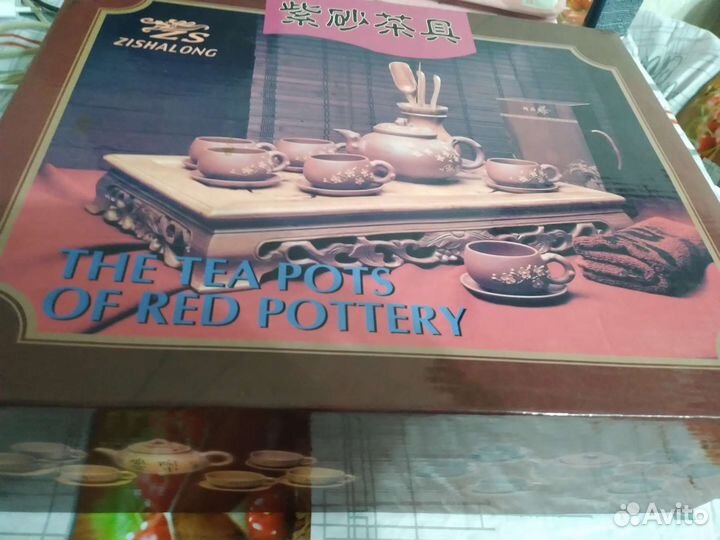 紫砂茶具
ZS
ZISHALONG
THE TEA POTS
OF RED POTTERY
Avito